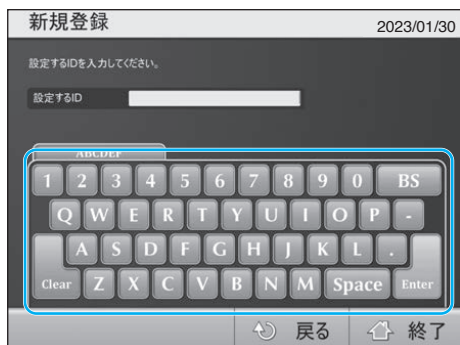 新規登録 2023/01/30
設定するIDを入力してください。
設定するID
ABCDEF
1 2 3 4 5 6 7 8 9 0 BS
Q W E R T Y U I O P -
A S D F G H J K L .
Clear Z X C V B N M Space Enter
戻る 終了